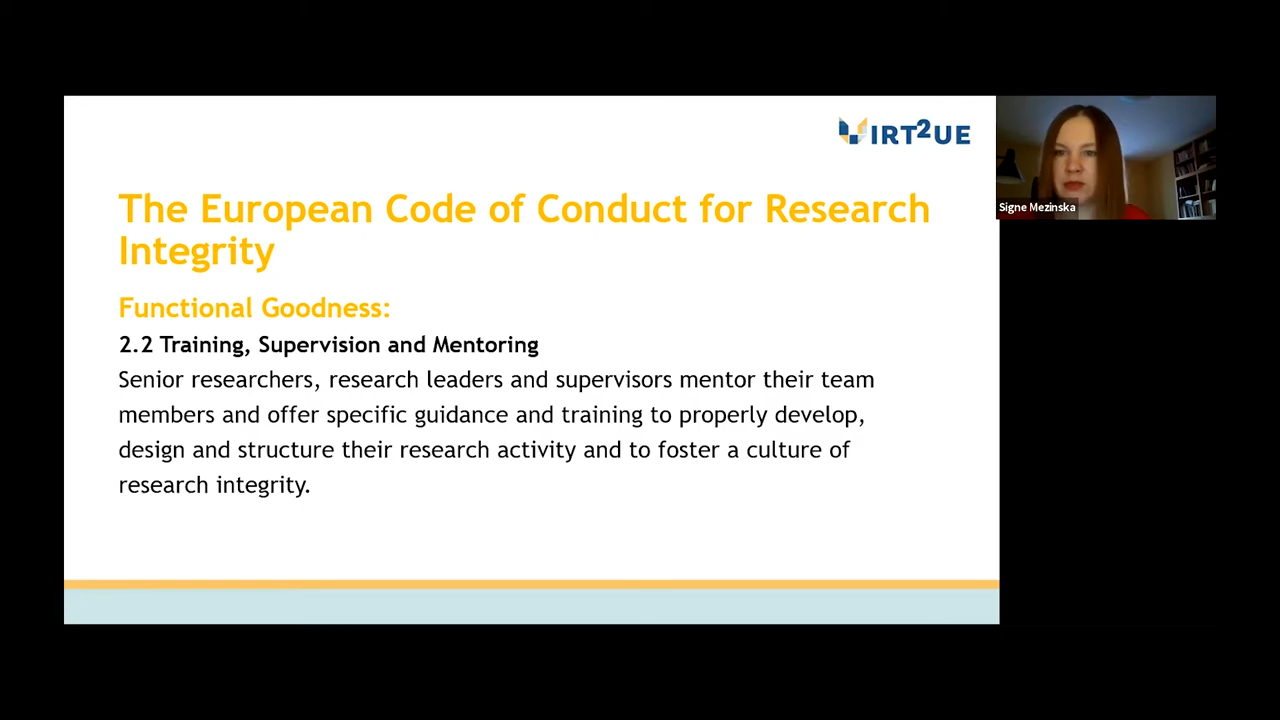 VIRT2UE
The European Code of Conduct for Research
Integrity
Functional Goodness:
2.2 Training, Supervision and Mentoring
Senior researchers, research leaders and supervisors mentor their team
members and offer specific guidance and training to properly develop,
design and structure their research activity and to foster a culture of
research integrity.
Signe Mezinska